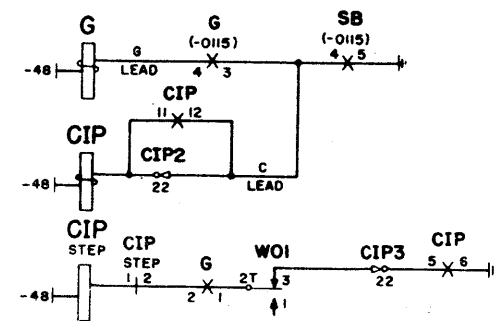 G G SB
(-0115) (-0115)
G 4 3 4 5
-48 LEAD
CIP
11 12
CIP CIP2
C
-48 22 LEAD
CIP
STEP CIP
STEP G WO1 CIP3 CIP
1 2 2 1 2T 3 22 5 6
-48 1